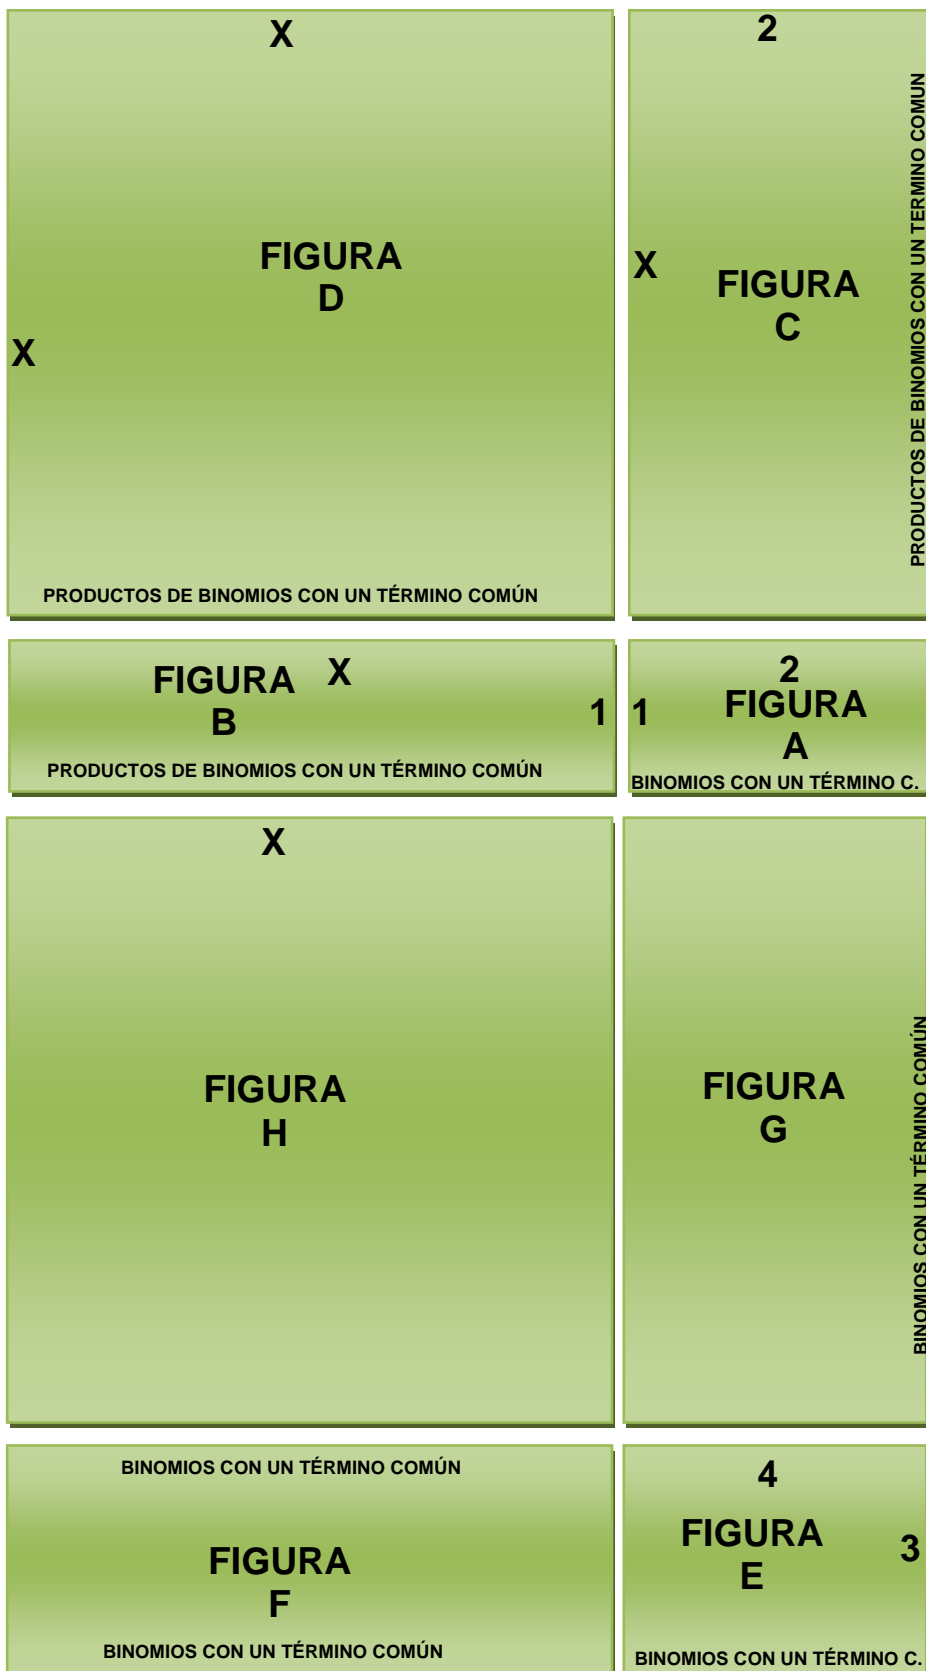 X
FIGURA
D
X
PRODUCTOS DE BINOMIOS CON UN TÉRMINO COMÚN
2
X
FIGURA
C
PRODUCTOS DE BINOMIOS CON UN TERMINO COMUN
FIGURA X
B
1
PRODUCTOS DE BINOMIOS CON UN TÉRMINO COMÚN
2
1
FIGURA
A
BINOMIOS CON UN TÉRMINO C.
X
FIGURA
H
FIGURA
G
BINOMIOS CON UN TÉRMINO COMÚN
BINOMIOS CON UN TÉRMINO COMÚN
FIGURA
F
BINOMIOS CON UN TÉRMINO COMÚN
4
FIGURA
E
3
BINOMIOS CON UN TÉRMINO C.